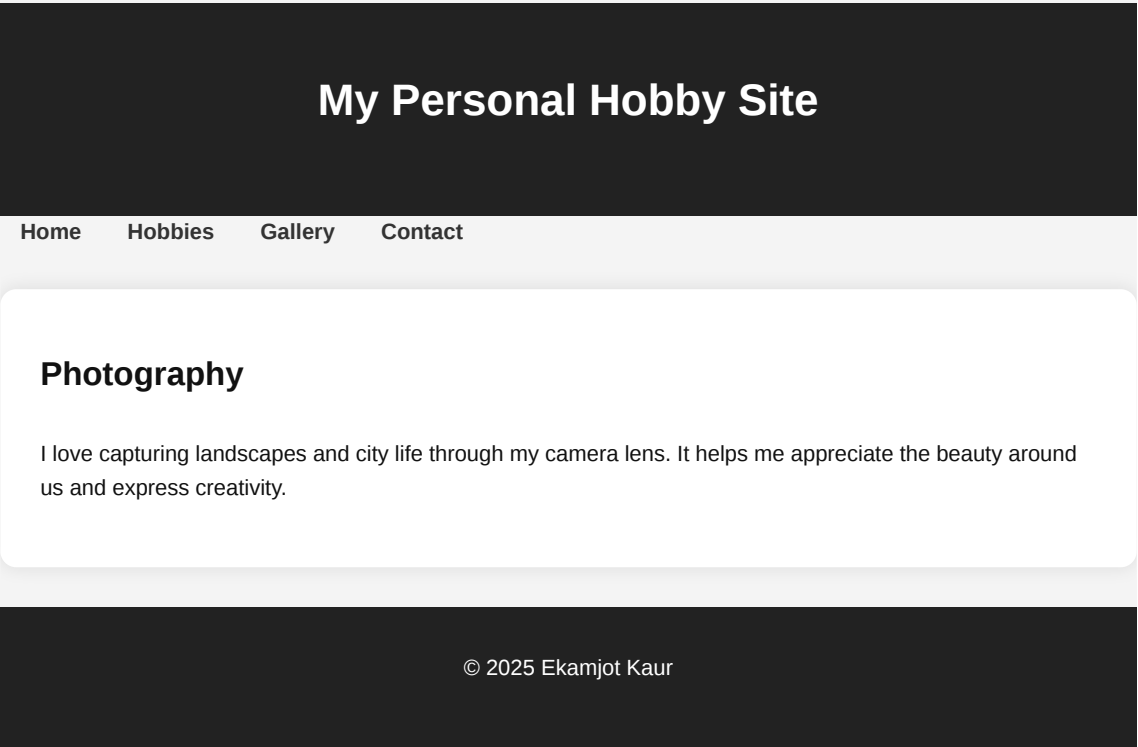 My Personal Hobby Site
Home Hobbies Gallery Contact
Photography
I love capturing landscapes and city life through my camera lens. It helps me appreciate the beauty around
us and express creativity.
© 2025 Ekamjot Kaur